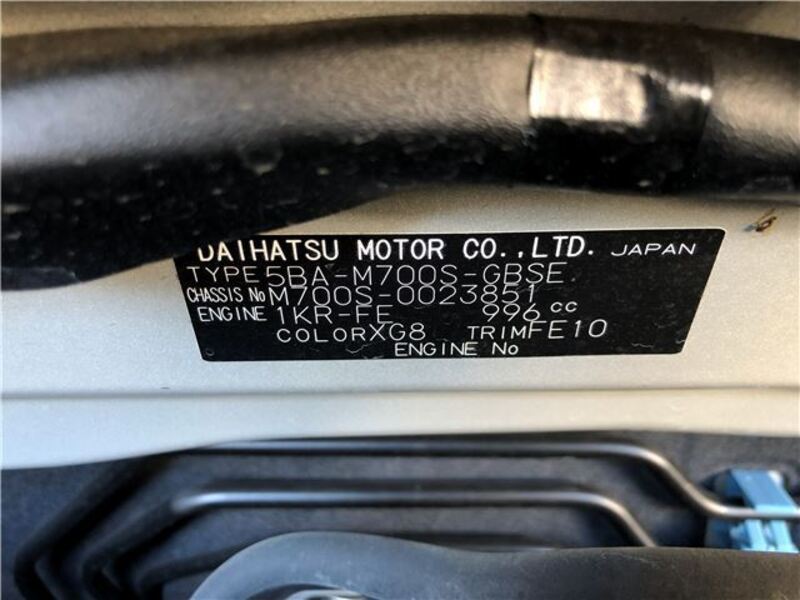 DAIHATSU MOTOR CO.,LTD. JAPAN
TYPE 5BA-M700S-GBSE
CHASSIS No M700S-0023851
ENGINE 1KR-FE 996 cc
COLOR XG8 TRIM FE10
ENGINE No